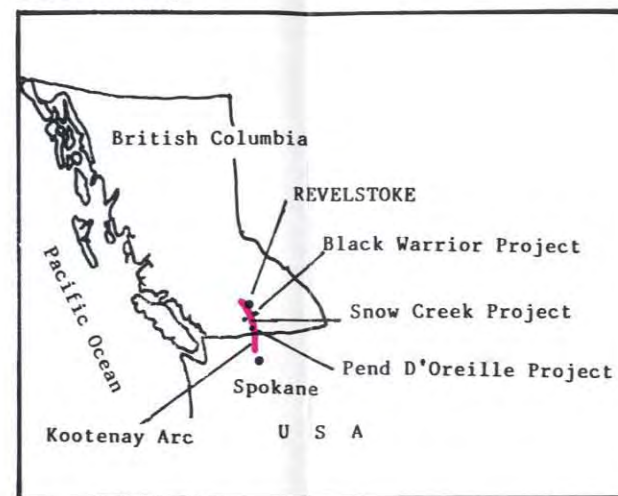 British Columbia
REVELSTOKE
Black Warrior Project
Snow Creek Project
Pacific Ocean
Pend D'Oreille Project
Spokane
Kootenay Arc
U S A